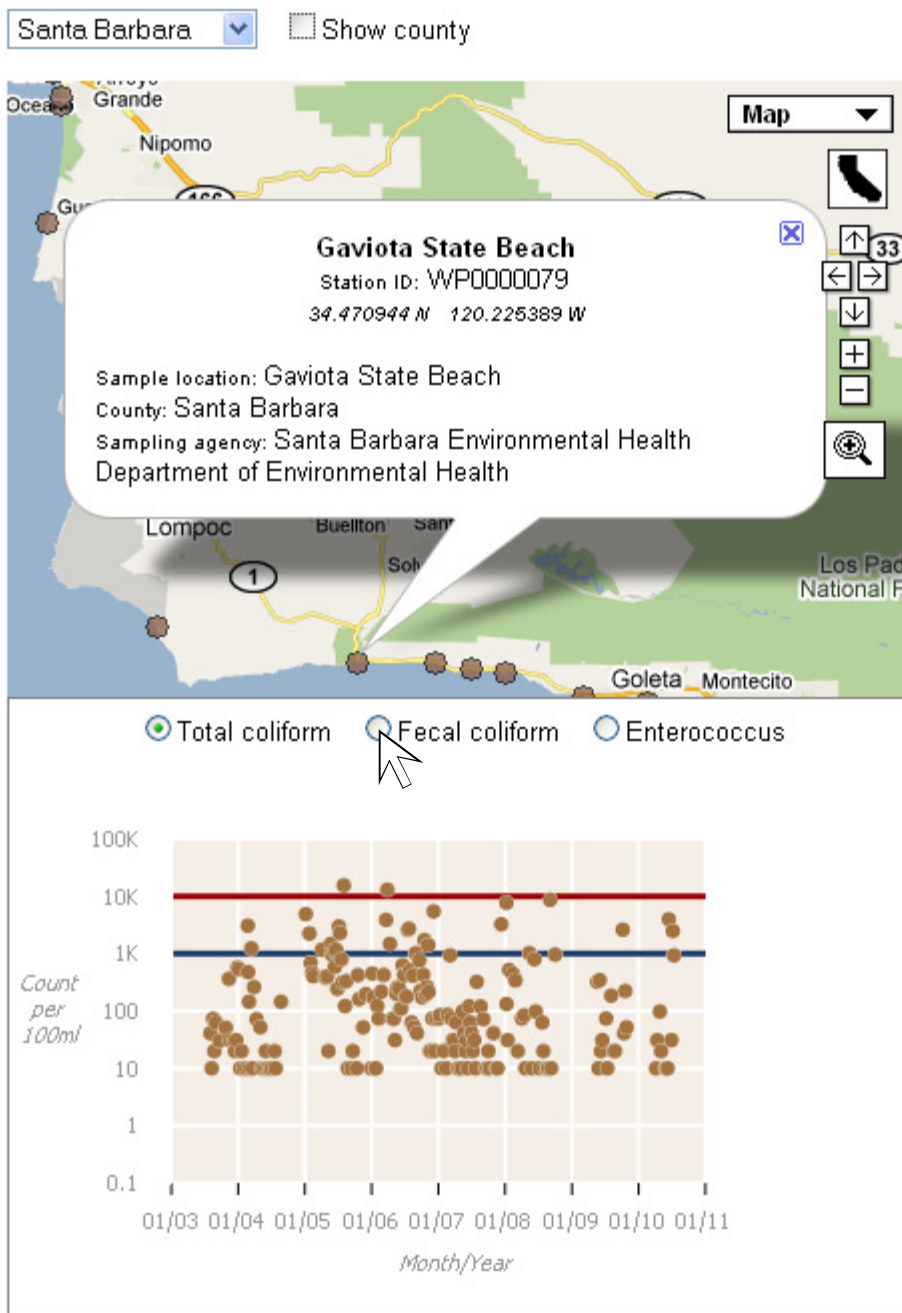 Santa Barbara Show county
Grande
Map
Nipomo
33
Gaviota State Beach
Station ID: WP0000079
34.470944 N 120.225389 W
Sample location: Gaviota State Beach
County: Santa Barbara
Sampling agency: Santa Barbara Environmental Health
Department of Environmental Health
Lompoc Buellton
1
Los Pad
National F
Goleta Montecito
Total coliform Fecal coliform Enterococcus
100K
10K
1K
Count
per
100ml
100
10
1
0.1
01/03 01/04 01/05 01/06 01/07 01/08 01/09 01/10 01/11
Month/Year